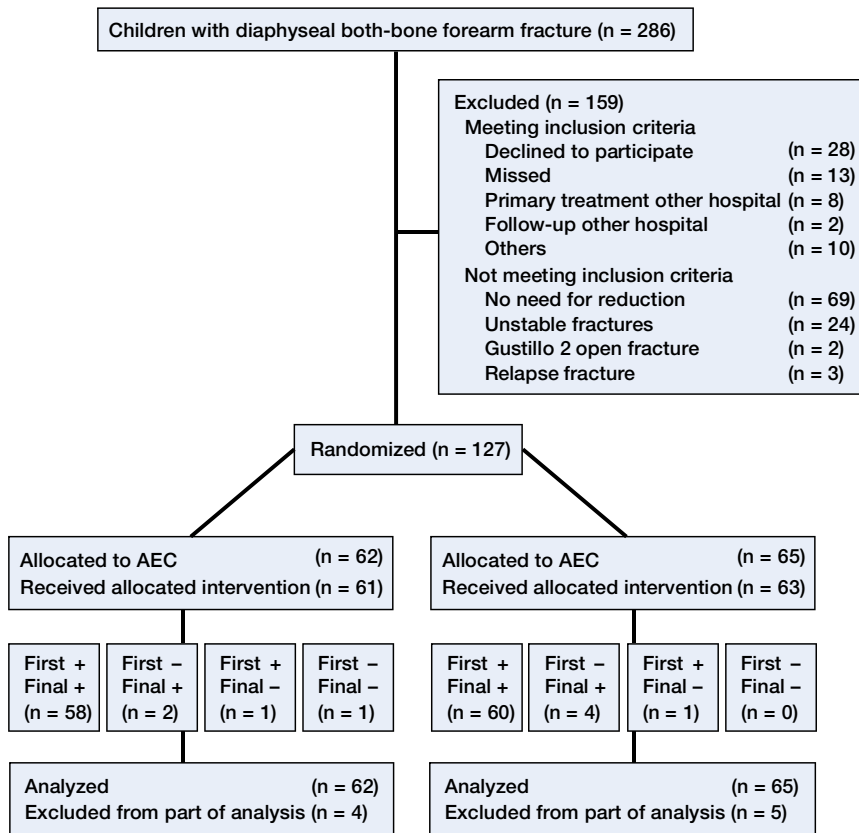 Children with diaphyseal both-bone forearm fracture (n = 286)
Excluded (n = 159)
Meeting inclusion criteria
Declined to participate (n = 28)
Missed (n = 13)
Primary treatment other hospital (n = 8)
Follow-up other hospital (n = 2)
Others (n = 10)
Not meeting inclusion criteria
No need for reduction (n = 69)
Unstable fractures (n = 24)
Gustillo 2 open fracture (n = 2)
Relapse fracture (n = 3)
Randomized (n = 127)
Allocated to AEC (n = 62)
Received allocated intervention (n = 61)
Allocated to AEC (n = 65)
Received allocated intervention (n = 63)
First +
Final +
(n = 58)
First –
Final +
(n = 2)
First +
Final –
(n = 1)
First –
Final –
(n = 1)
First +
Final +
(n = 60)
First –
Final +
(n = 4)
First +
Final –
(n = 1)
First –
Final –
(n = 0)
Analyzed (n = 62)
Excluded from part of analysis (n = 4)
Analyzed (n = 65)
Excluded from part of analysis (n = 5)